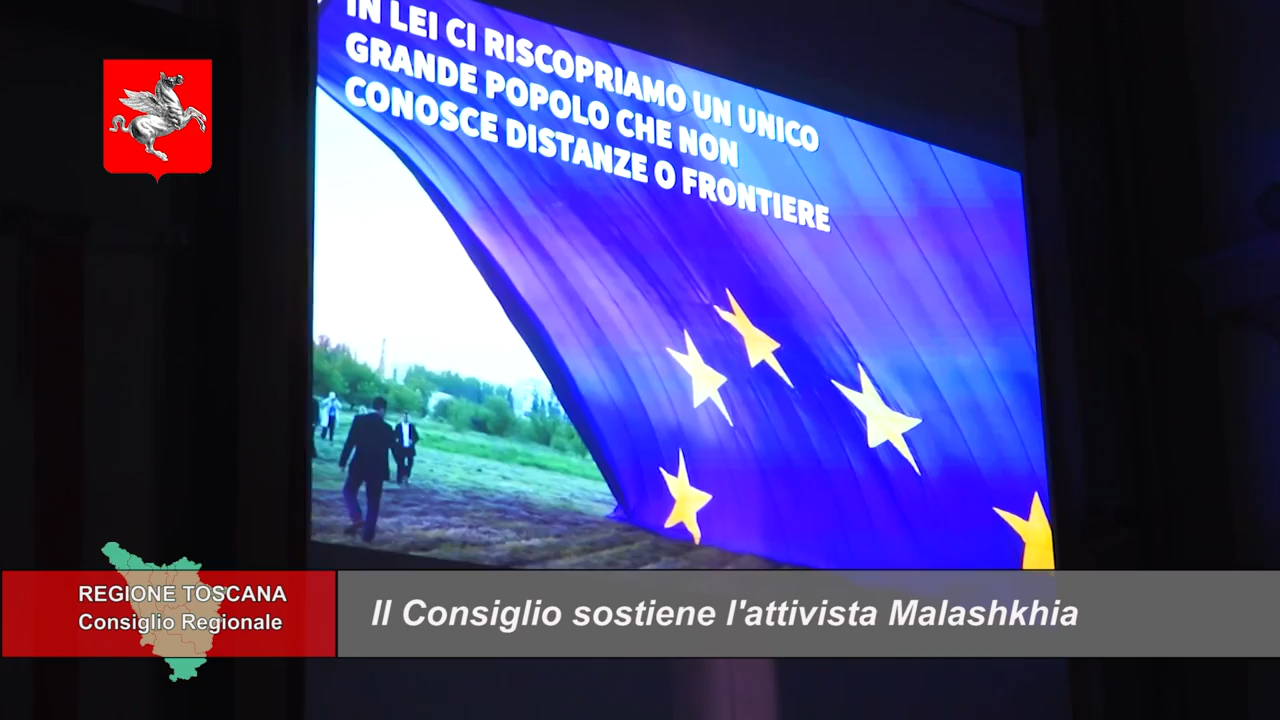 IN LEI CI RISCOPRIAMO UN UNICO
GRANDE POPOLO CHE NON
CONOSCE DISTANZE O FRONTIERE
REGIONE TOSCANA
Consiglio Regionale
Il Consiglio sostiene l'attivista Malashkhia